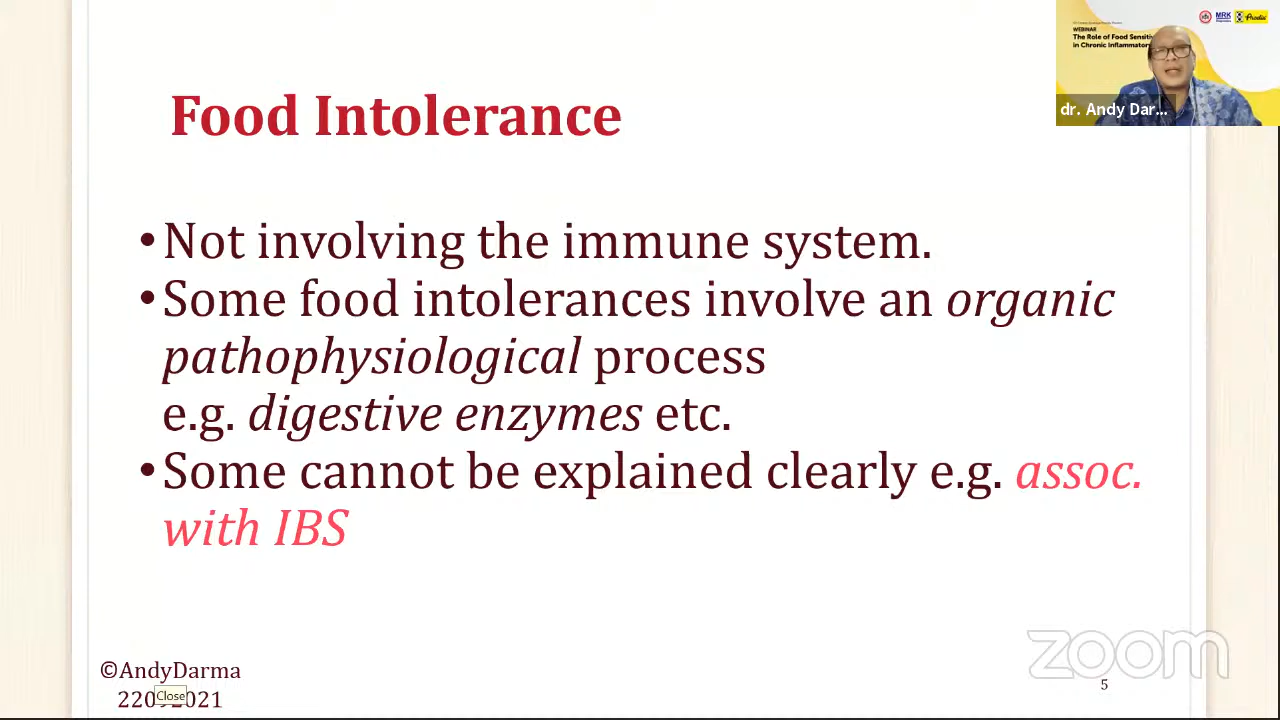 WEBINAR
The Role of Food Sensitiv
in Chronic Inflammator
MRK
Prodia
dr. Andy Dar...
Food Intolerance
•Not involving the immune system.
•Some food intolerances involve an organic
pathophysiological process
e.g. digestive enzymes etc.
•Some cannot be explained clearly e.g. assoc.
with IBS
zoom
©AndyDarma
Close
5